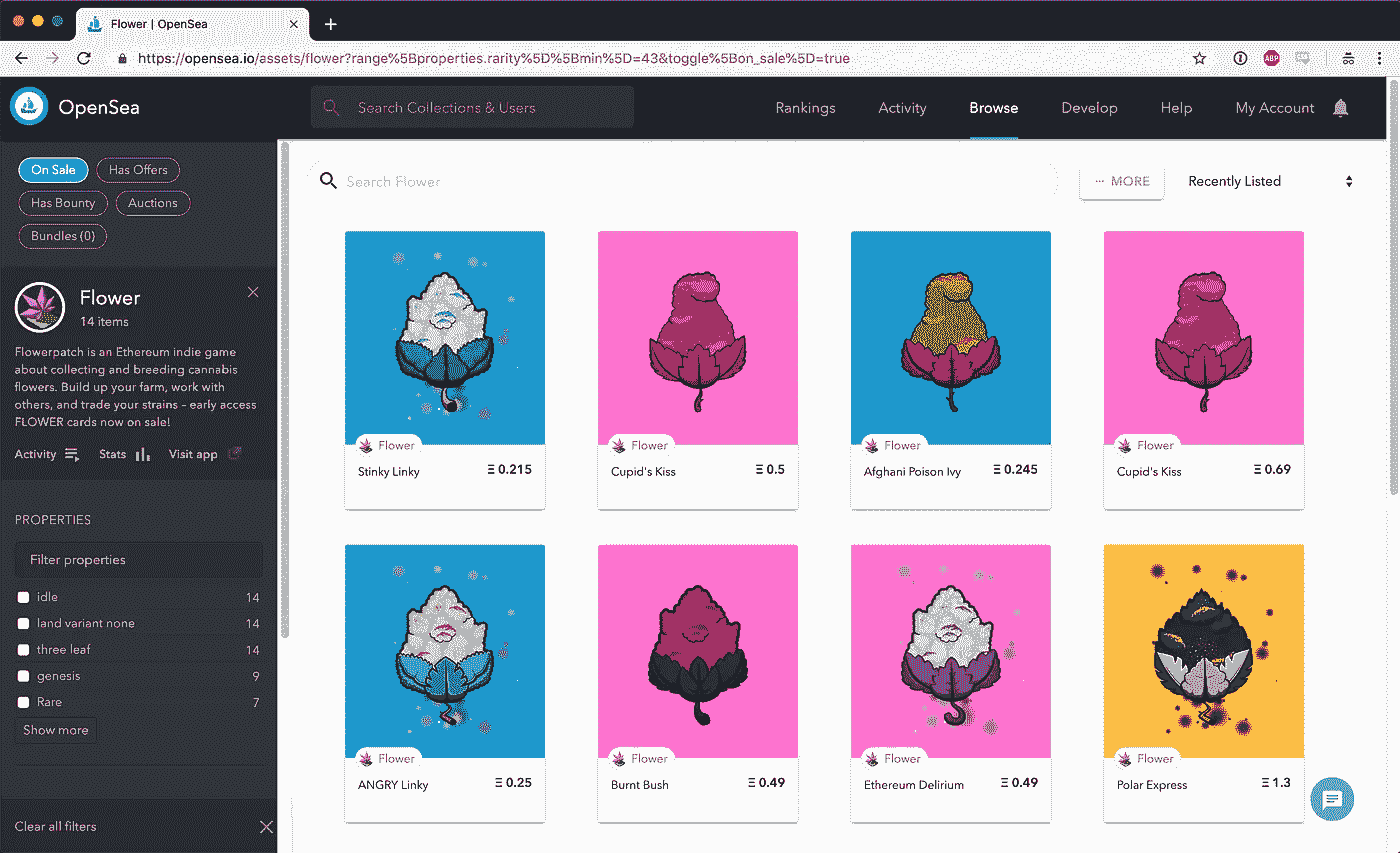 Flower | OpenSea
https://opensea.io/assets/flower?range%5Bproperties.rarity%5D%5Bmin%5D=43&toggle%5Bon_sale%5D=true
ABP
OpenSea
Search Collections & Users
Rankings
Activity
Browse
Develop
Help
My Account
On Sale
Has Offers
Has Bounty
Auctions
Bundles (0)
Flower
14 items
Flowerpatch is an Ethereum indie game
about collecting and breeding cannabis
flowers. Build up your farm, work with
others, and trade your strains - early access
FLOWER cards now on sale!
Activity
Stats
Visit app
PROPERTIES
Filter properties
idle 14
land variant none 14
three leaf 14
genesis 9
Rare 7
Show more
Clear all filters
Search Flower
··· MORE
Recently Listed
Flower
Stinky Linky Ξ 0.215
Flower
Cupid's Kiss Ξ 0.5
Flower
Afghani Poison Ivy Ξ 0.245
Flower
Cupid's Kiss Ξ 0.69
Flower
ANGRY Linky Ξ 0.25
Flower
Burnt Bush Ξ 0.49
Flower
Ethereum Delirium Ξ 0.49
Flower
Polar Express Ξ 1.3